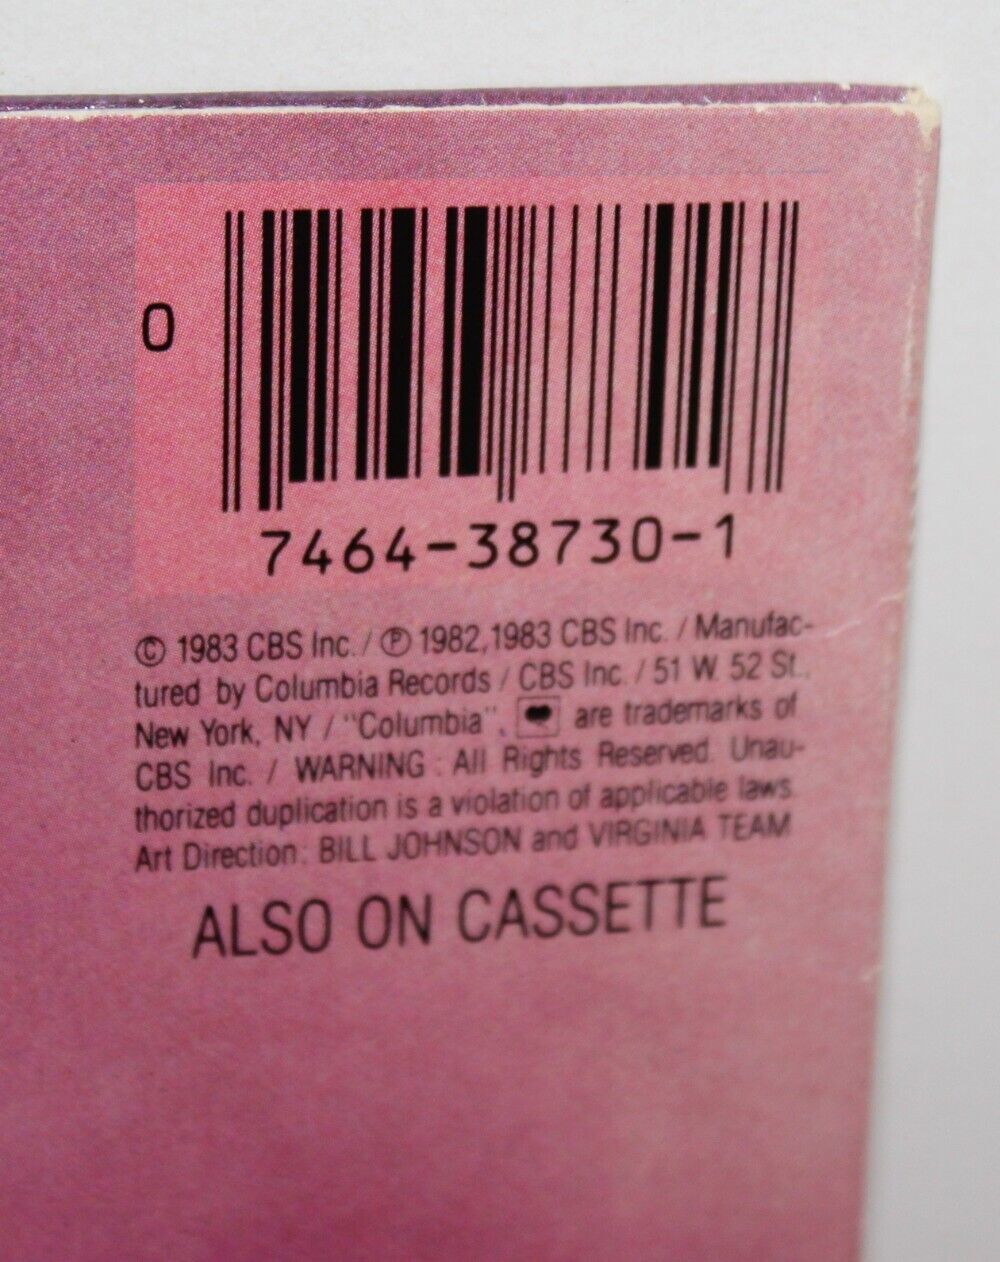 0
7464-38730-1
© 1983 CBS Inc. / ℗ 1982, 1983 CBS Inc. / Manufac-
tured by Columbia Records / CBS Inc. / 51 W. 52 St.,
New York, NY / "Columbia", are trademarks of
CBS Inc. / WARNING : All Rights Reserved. Unau-
thorized duplication is a violation of applicable laws
Art Direction: BILL JOHNSON and VIRGINIA TEAM
ALSO ON CASSETTE